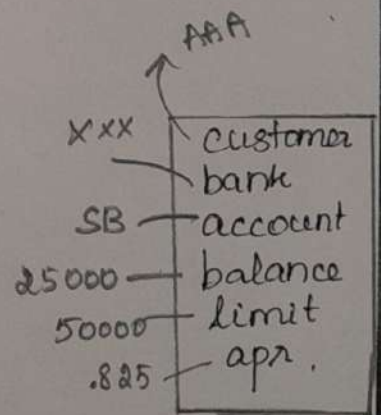 AAA
XXX customer
bank
SB account
25000 balance
50000 limit
.825 apr.